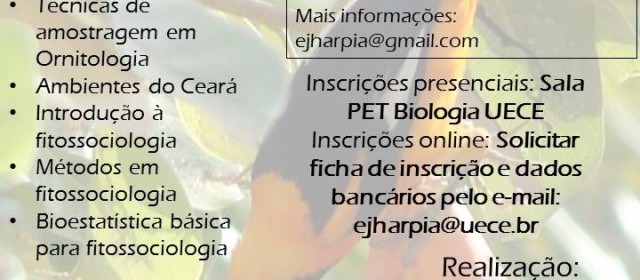 • Técnicas de
amostragem em
Ornitologia
• Ambientes do Ceará
• Introdução à
fitossociologia
• Métodos em
fitossociologia
• Bioestatística básica
para fitossociologia
Mais informações:
ejharpia@gmail.com
Inscrições presenciais: Sala
PET Biologia UECE
Inscrições online: Solicitar
ficha de inscrição e dados
bancários pelo e-mail:
ejharpia@uece.br
Realização: